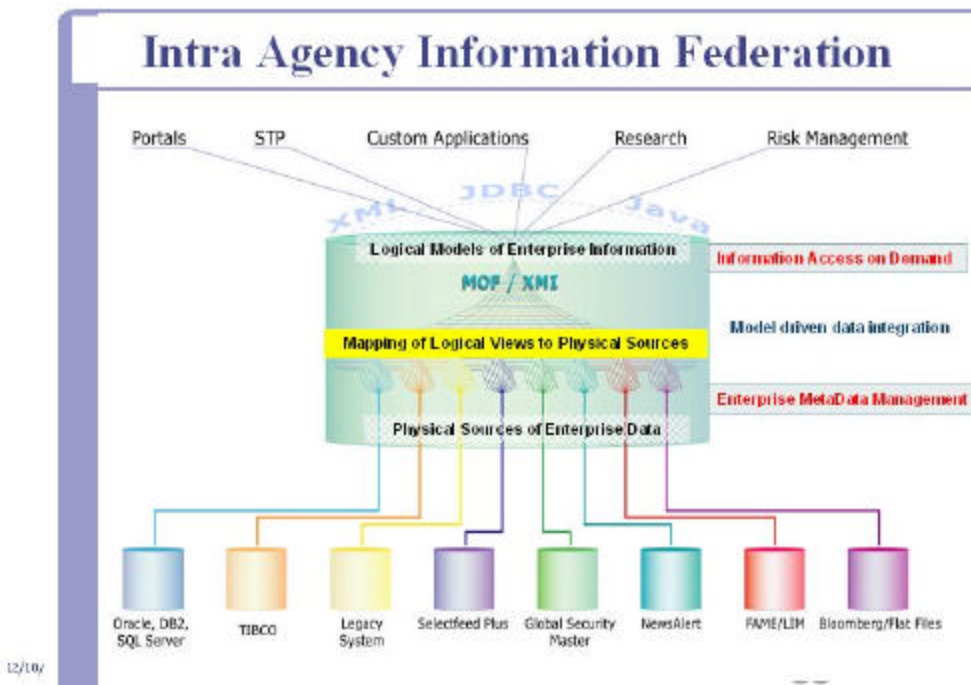 Intra Agency Information Federation
Portals STP Custom Applications Research Risk Management
XML JDBC Java
Logical Models of Enterprise Information
Information Access on Demand
MOF / XMI
Model driven data integration
Mapping of Logical Views to Physical Sources
Enterprise MetaData Management
Physical Sources of Enterprise Data
Oracle, DB2,
SQL Server
TIBCO
Legacy
System
Selectfeed Plus
Global Security
Master
NewsAlert
FAME/LIM
Bloomberg/Flat Files
12/10/